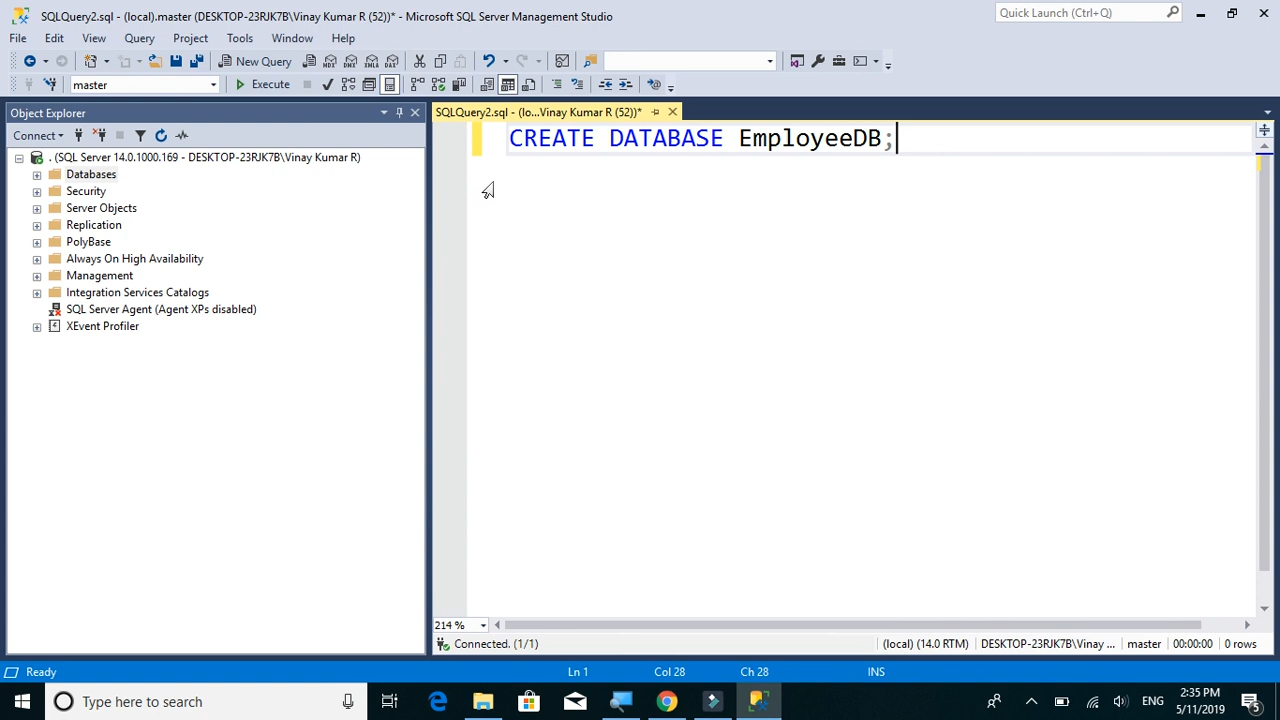 SQLQuery2.sql - (local).master (DESKTOP-23RJK7B\Vinay Kumar R (52))* - Microsoft SQL Server Management Studio
Quick Launch (Ctrl+Q)
File Edit View Query Project Tools Window Help
New Query
master
Execute
Object Explorer
SQLQuery2.sql - (lo...Vinay Kumar R (52))*
Connect
CREATE DATABASE EmployeeDB;
. (SQL Server 14.0.1000.169 - DESKTOP-23RJK7B\Vinay Kumar R)
Databases
Security
Server Objects
Replication
PolyBase
Always On High Availability
Management
Integration Services Catalogs
SQL Server Agent (Agent XPs disabled)
XEvent Profiler
214 %
Connected. (1/1)
(local) (14.0 RTM) DESKTOP-23RJK7B\Vinay ... master 00:00:00 0 rows
Ready
Ln 1 Col 28 Ch 28 INS
Type here to search
ENG
2:35 PM
5/11/2019
5